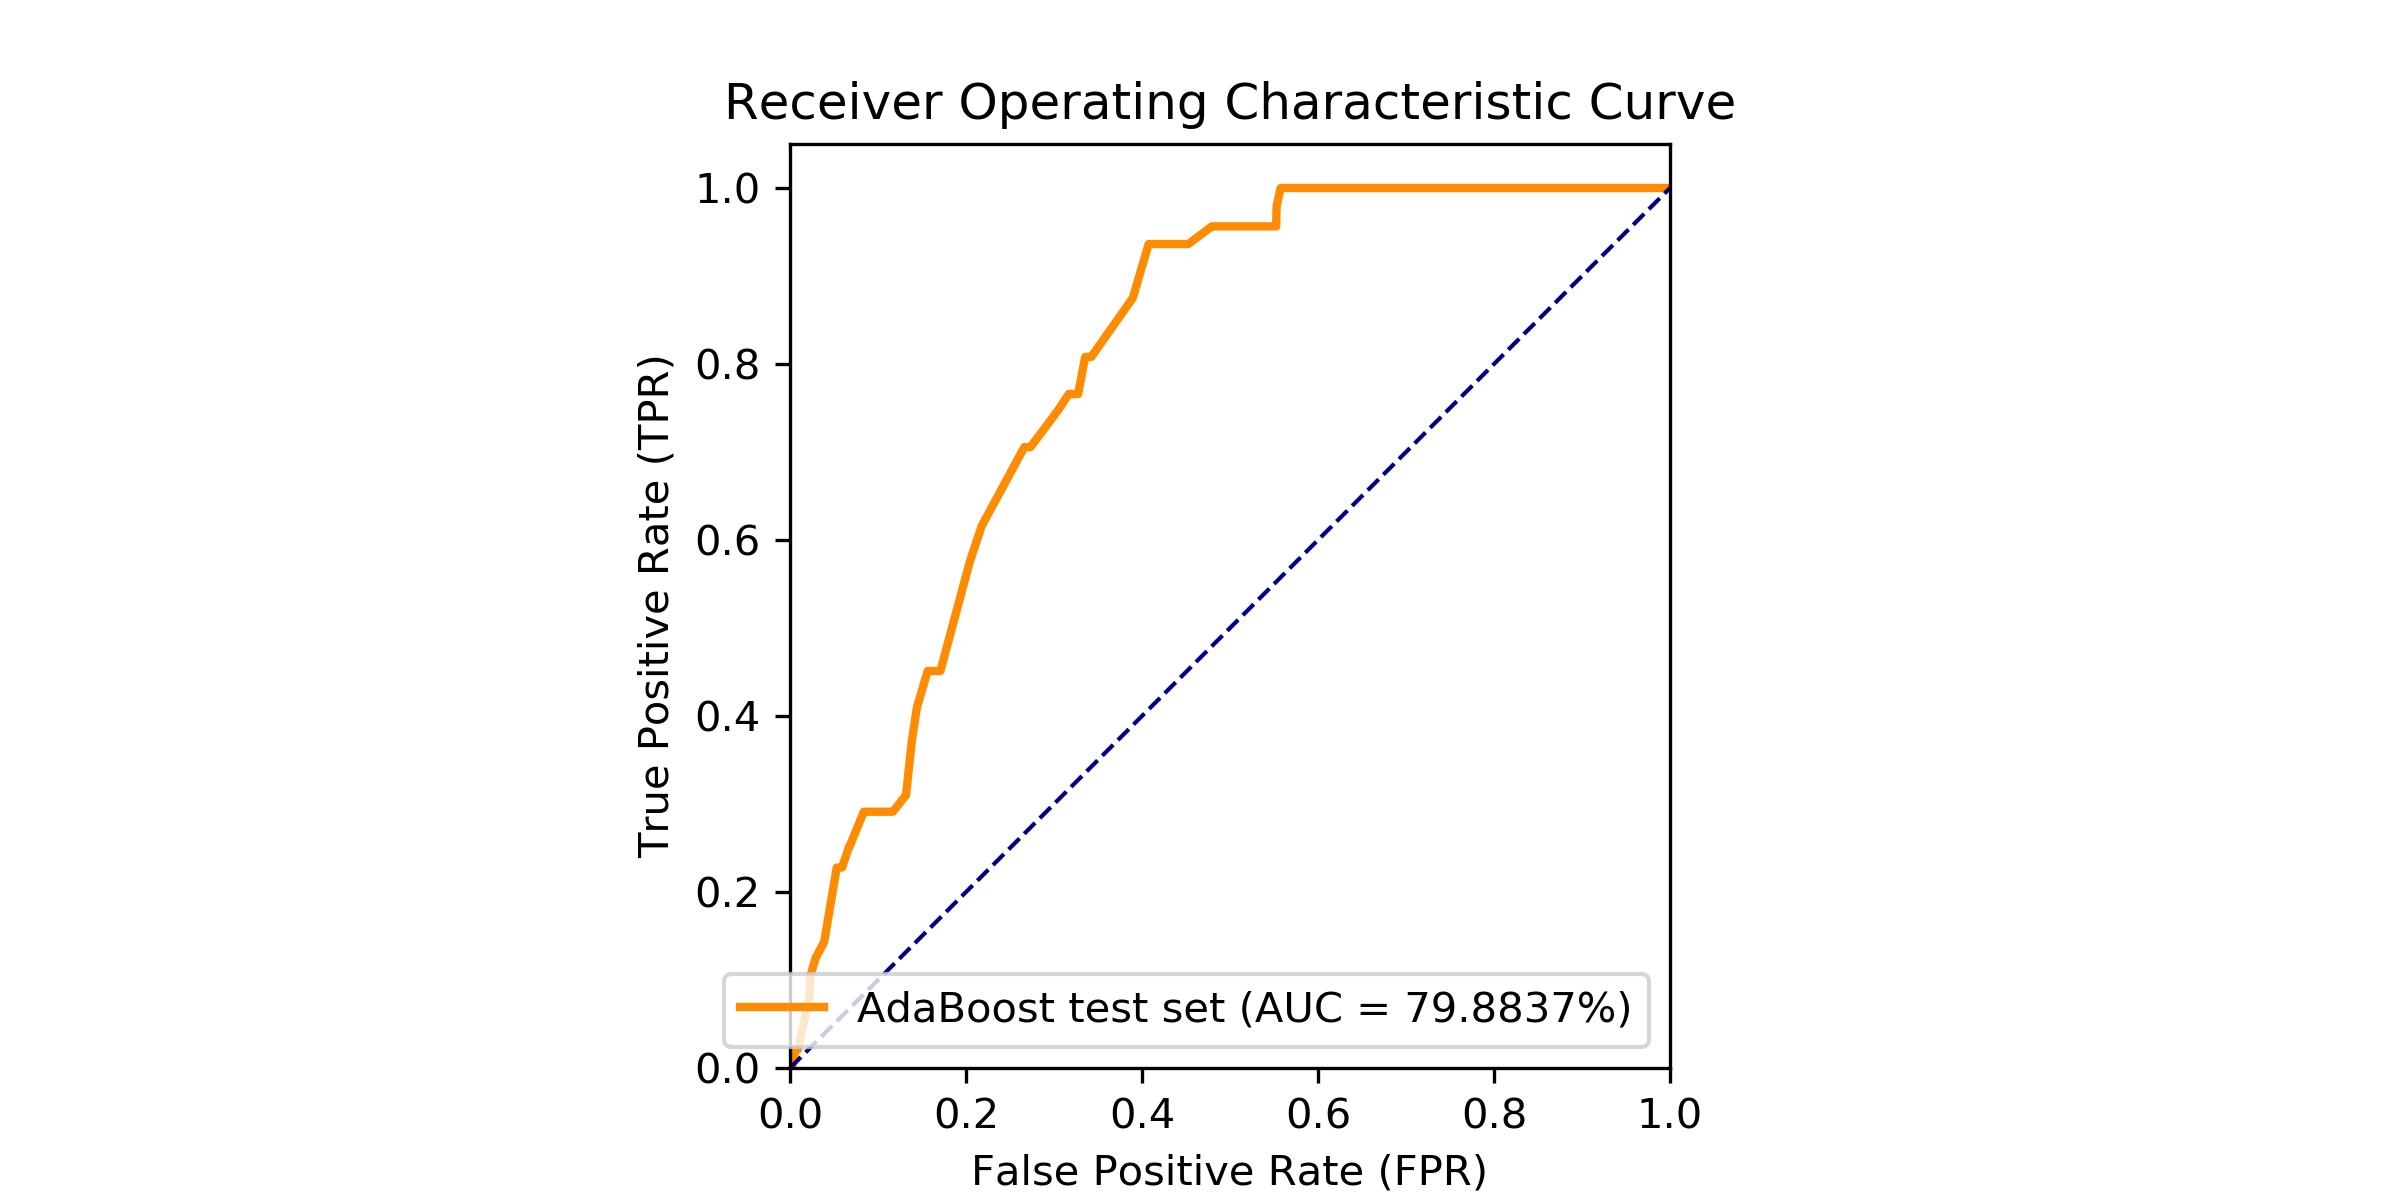 Receiver Operating Characteristic Curve
True Positive Rate (TPR)
1.0
0.8
0.6
0.4
0.2
0.0
AdaBoost test set (AUC = 79.8837%)
0.0 0.2 0.4 0.6 0.8 1.0
False Positive Rate (FPR)